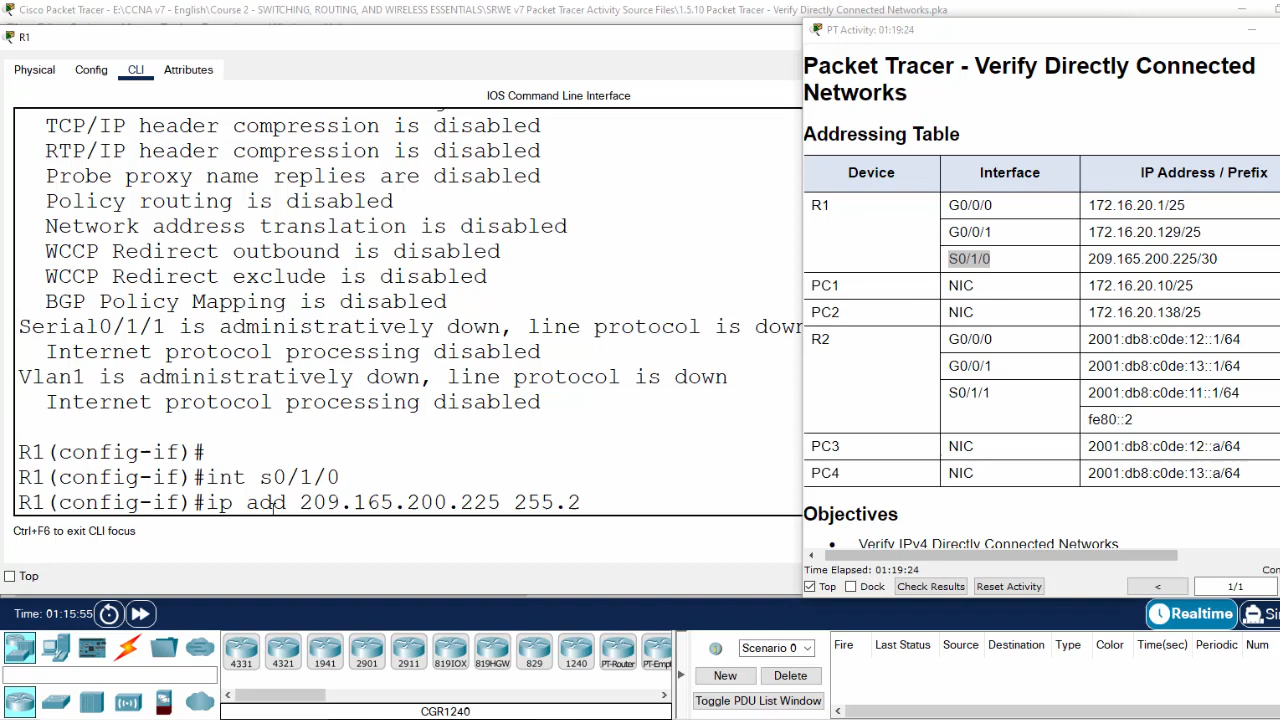 Cisco Packet Tracer - E:\CCNA v7 - English\Course 2 - SWITCHING, ROUTING, AND WIRELESS ESSENTIALS\SRWE v7 Packet Tracer Activity Source Files\1.5.10 Packet Tracer - Verify Directly Connected Networks.pka
R1
Physical Config CLI Attributes
IOS Command Line Interface
TCP/IP header compression is disabled
RTP/IP header compression is disabled
Probe proxy name replies are disabled
Policy routing is disabled
Network address translation is disabled
WCCP Redirect outbound is disabled
WCCP Redirect exclude is disabled
BGP Policy Mapping is disabled
Serial0/1/1 is administratively down, line protocol is down
Internet protocol processing disabled
Vlan1 is administratively down, line protocol is down
Internet protocol processing disabled
R1(config-if)#
R1(config-if)#int s0/1/0
R1(config-if)#ip add 209.165.200.225 255.2
Ctrl+F6 to exit CLI focus
Top
PT Activity: 01:19:24
Packet Tracer - Verify Directly Connected
Networks
Addressing Table
Device Interface IP Address / Prefix
R1 G0/0/0 172.16.20.1/25
G0/0/1 172.16.20.129/25
S0/1/0 209.165.200.225/30
PC1 NIC 172.16.20.10/25
PC2 NIC 172.16.20.138/25
R2 G0/0/0 2001:db8:c0de:12::1/64
G0/0/1 2001:db8:c0de:13::1/64
S0/1/1 2001:db8:c0de:11::1/64
fe80::2
PC3 NIC 2001:db8:c0de:12::a/64
PC4 NIC 2001:db8:c0de:13::a/64
Objectives
• Verify IPv4 Directly Connected Networks
Time Elapsed: 01:19:24
Top Dock Check Results Reset Activity < 1/1
Time: 01:15:55
Realtime
4331 4321 1941 2901 2911 819IOX 819HGW 829 1240 PT-Router
CGR1240
Scenario 0
New Delete
Toggle PDU List Window
Fire Last Status Source Destination Type Color Time(sec) Periodic Num